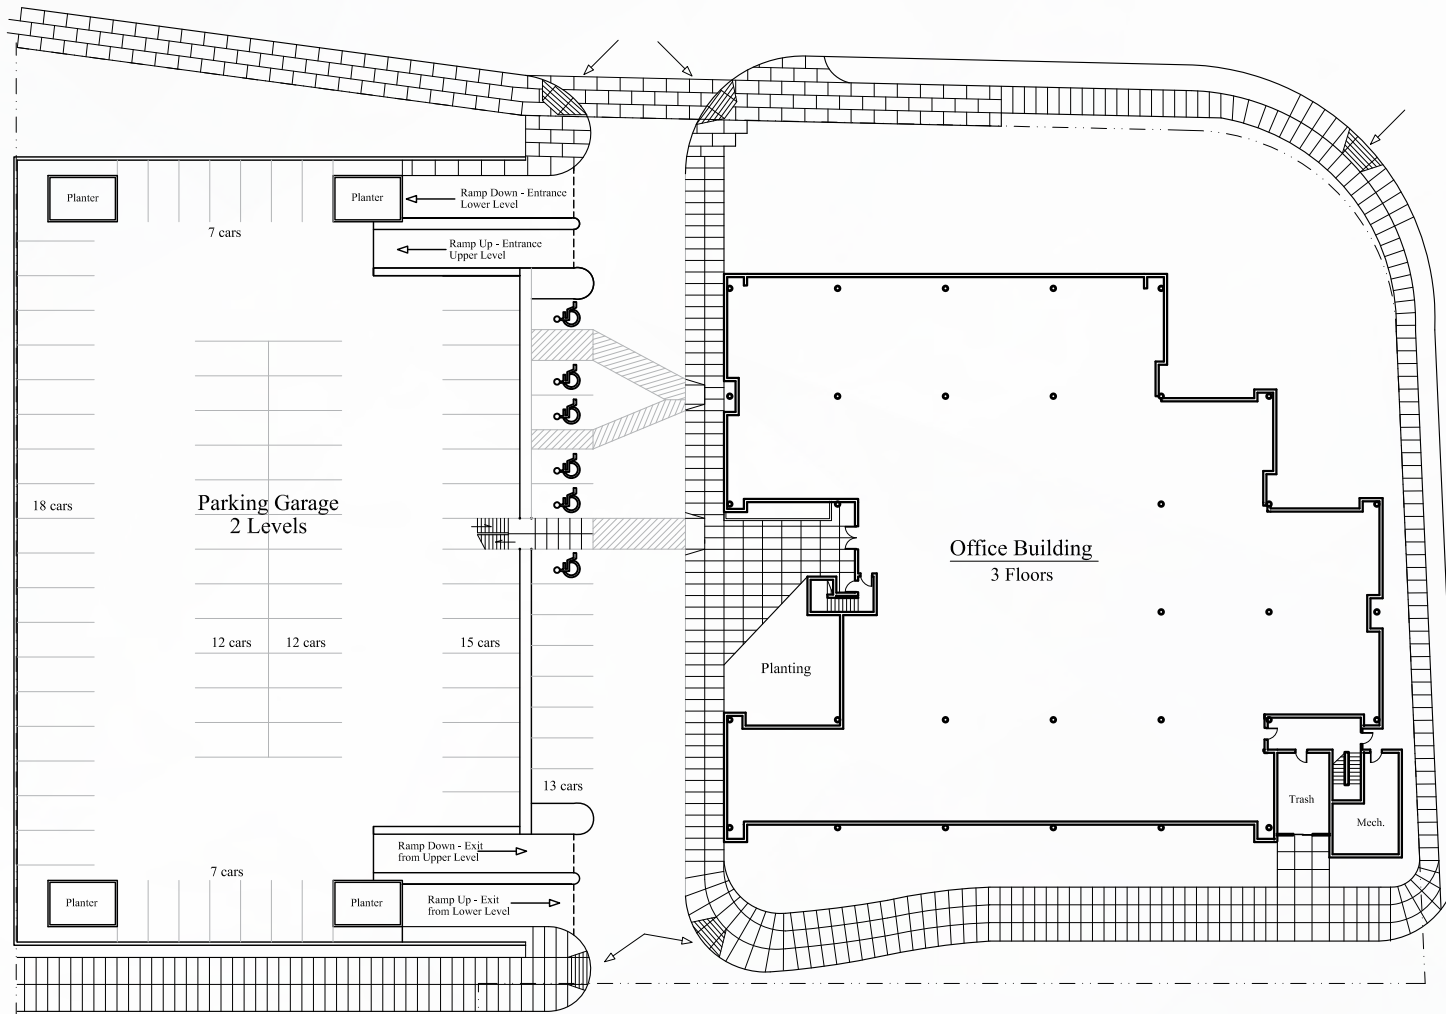 Planter
Planter
Ramp Down - Entrance
Lower Level
7 cars
Ramp Up - Entrance
Upper Level
18 cars
Parking Garage
2 Levels
Office Building
3 Floors
12 cars
12 cars
15 cars
Planting
13 cars
Trash
Mech.
Ramp Down - Exit
from Upper Level
7 cars
Planter
Planter
Ramp Up - Exit
from Lower Level